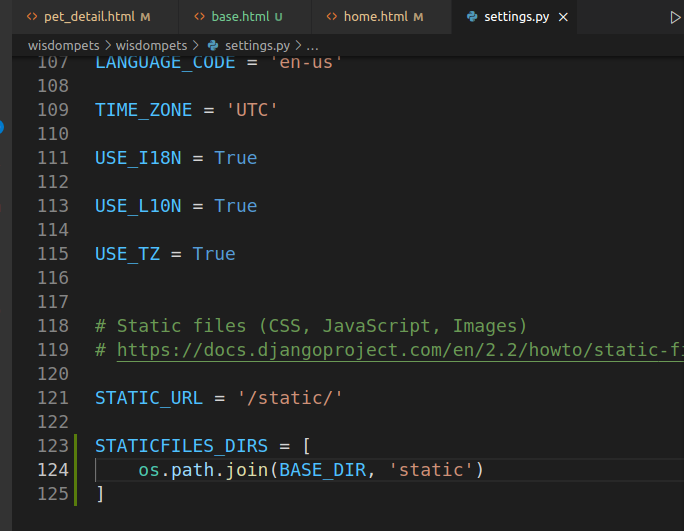 pet_detail.html M
base.html U
home.html M
settings.py
wisdompets > wisdompets > settings.py > ...
107 LANGUAGE_CODE = 'en-us'
108
109 TIME_ZONE = 'UTC'
110
111 USE_I18N = True
112
113 USE_L10N = True
114
115 USE_TZ = True
116
117
118 # Static files (CSS, JavaScript, Images)
119 # https://docs.djangoproject.com/en/2.2/howto/static-fi
120
121 STATIC_URL = '/static/'
122
123 STATICFILES_DIRS = [
124     os.path.join(BASE_DIR, 'static')
125 ]